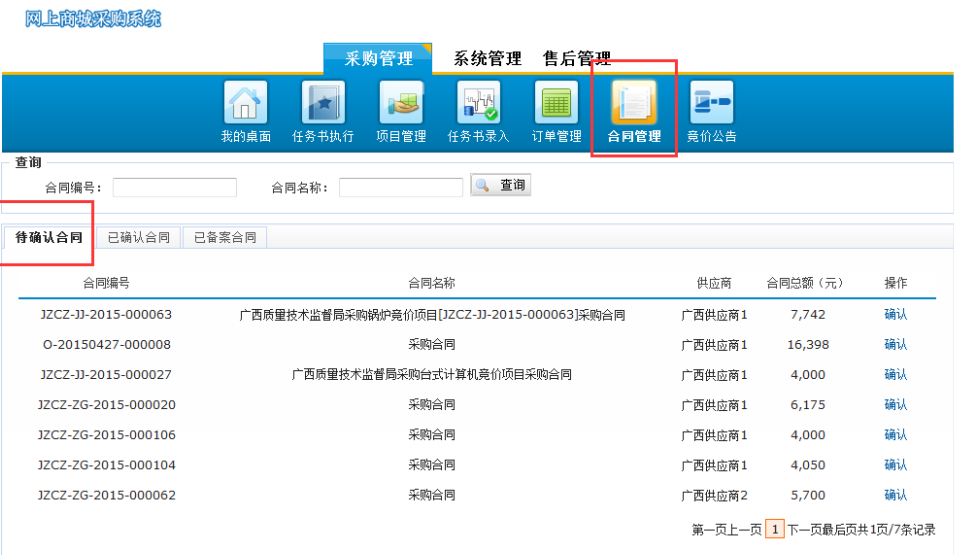 网上商城采购系统
采购管理 系统管理 售后管理
我的桌面 任务书执行 项目管理 任务书录入 订单管理 合同管理 竞价公告
查询
合同编号： 合同名称： 查询
待确认合同 已确认合同 已备案合同
合同编号 合同名称 供应商 合同总额（元） 操作
JZCZ-JJ-2015-000063 广西质量技术监督局采购锅炉竞价项目[JZCZ-JJ-2015-000063]采购合同 广西供应商1 7,742 确认
O-20150427-000008 采购合同 广西供应商1 16,398 确认
JZCZ-JJ-2015-000027 广西质量技术监督局采购台式计算机竞价项目采购合同 广西供应商1 4,000 确认
JZCZ-ZG-2015-000020 采购合同 广西供应商1 6,175 确认
JZCZ-ZG-2015-000106 采购合同 广西供应商1 4,000 确认
JZCZ-ZG-2015-000104 采购合同 广西供应商1 4,050 确认
JZCZ-ZG-2015-000062 采购合同 广西供应商2 5,700 确认
第一页上一页 1 下一页最后页共1页/7条记录